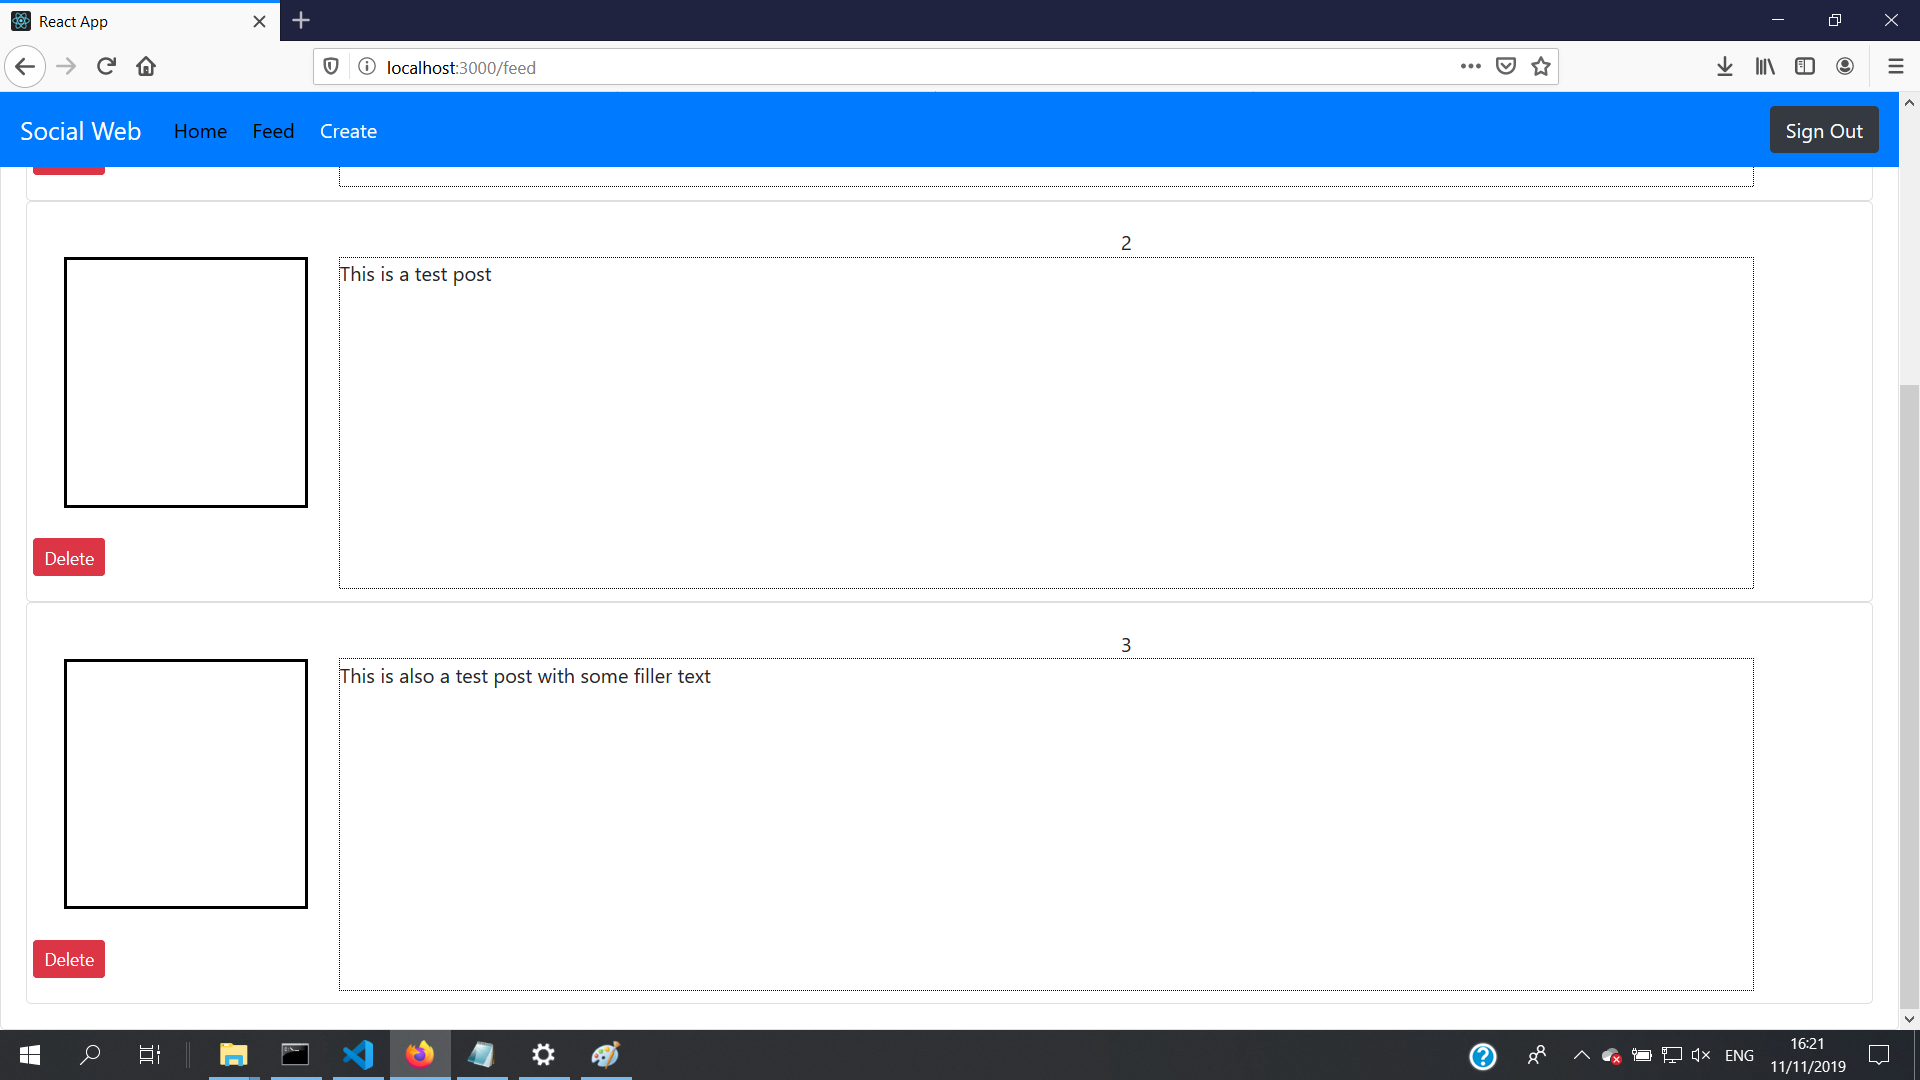 React App
localhost:3000/feed
Social Web Home Feed Create Sign Out
2
This is a test post
Delete
3
This is also a test post with some filler text
Delete
ENG
16:21
11/11/2019